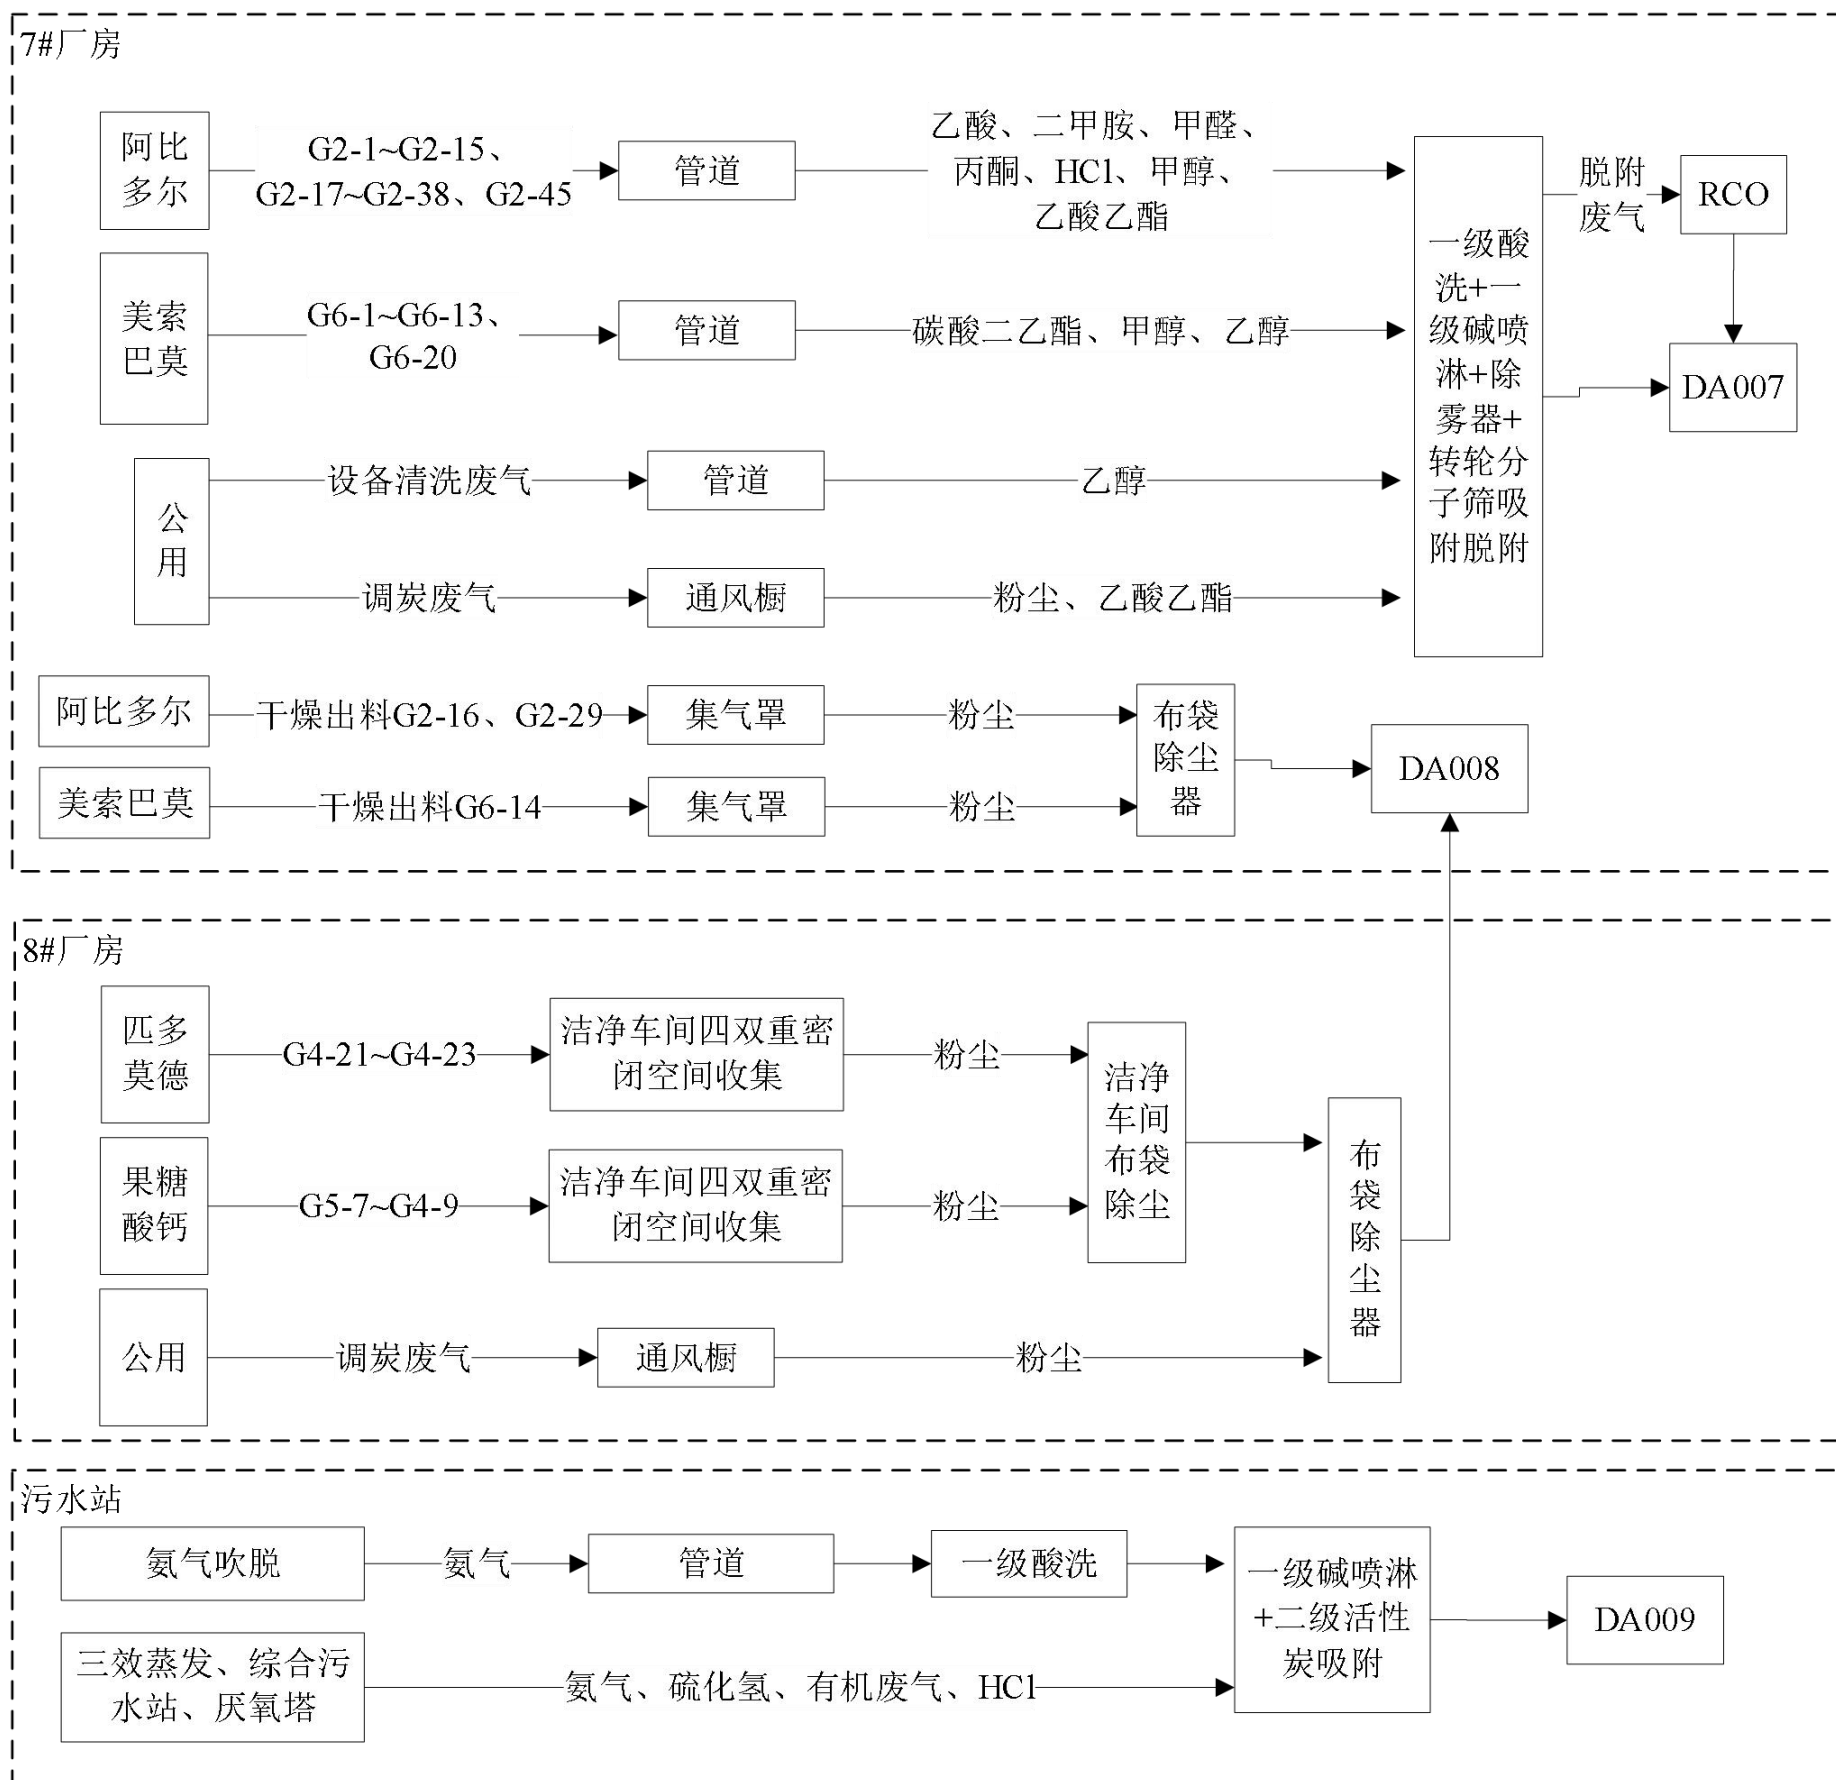 7#厂房
阿比
多尔
G2-1~G2-15、
G2-17~G2-38、G2-45
管道
乙酸、二甲胺、甲醛、
丙酮、HCl、甲醇、
乙酸乙酯
一级酸
洗+一
级碱喷
淋+除
雾器+
转轮分
子筛吸
附脱附
脱附
废气
RCO
DA007
美索
巴莫
G6-1~G6-13、
G6-20
管道
碳酸二乙酯、甲醇、乙醇
公
用
设备清洗废气
管道
乙醇
调炭废气
通风橱
粉尘、乙酸乙酯
阿比多尔
干燥出料G2-16、G2-29
集气罩
粉尘
布袋
除尘
器
DA008
美索巴莫
干燥出料G6-14
集气罩
粉尘
8#厂房
匹多
莫德
G4-21~G4-23
洁净车间四双重密
闭空间收集
粉尘
洁净
车间
布袋
除尘
布
袋
除
尘
器
果糖
酸钙
G5-7~G4-9
洁净车间四双重密
闭空间收集
粉尘
公用
调炭废气
通风橱
粉尘
污水站
氨气吹脱
氨气
管道
一级酸洗
一级碱喷淋
+二级活性
炭吸附
DA009
三效蒸发、综合污
水站、厌氧塔
氨气、硫化氢、有机废气、HCl